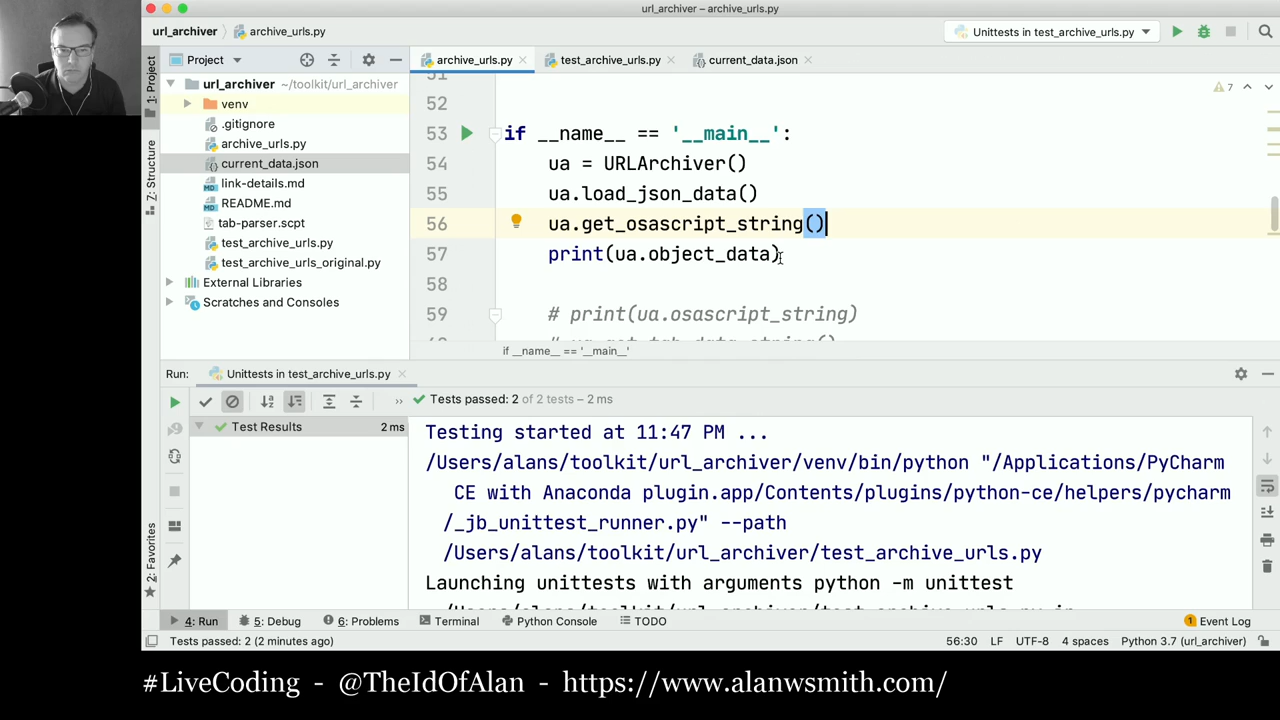 url_archiver – archive_urls.py
url_archiver
archive_urls.py
Unittests in test_archive_urls.py
1: Project
Project
archive_urls.py
test_archive_urls.py
current_data.json
url_archiver ~/toolkit/url_archiver
venv
.gitignore
archive_urls.py
current_data.json
link-details.md
README.md
tab-parser.scpt
test_archive_urls.py
test_archive_urls_original.py
External Libraries
Scratches and Consoles
Z: Structure
2: Favorites
7
51
52
53 if __name__ == '__main__':
54 ua = URLArchiver()
55 ua.load_json_data()
56 ua.get_osascript_string()
57 print(ua.object_data)
58
59 # print(ua.osascript_string)
# ua.get_tab_data_string()
if __name__ == '__main__'
Run: Unittests in test_archive_urls.py
Tests passed: 2 of 2 tests – 2 ms
Test Results 2 ms
Testing started at 11:47 PM ...
/Users/alans/toolkit/url_archiver/venv/bin/python "/Applications/PyCharm
CE with Anaconda plugin.app/Contents/plugins/python-ce/helpers/pycharm
/_jb_unittest_runner.py" --path
/Users/alans/toolkit/url_archiver/test_archive_urls.py
Launching unittests with arguments python -m unittest
4: Run
5: Debug
6: Problems
Terminal
Python Console
TODO
1 Event Log
Tests passed: 2 (2 minutes ago)
56:30 LF UTF-8 4 spaces Python 3.7 (url_archiver)
#LiveCoding - @TheIdOfAlan - https://www.alanwsmith.com/